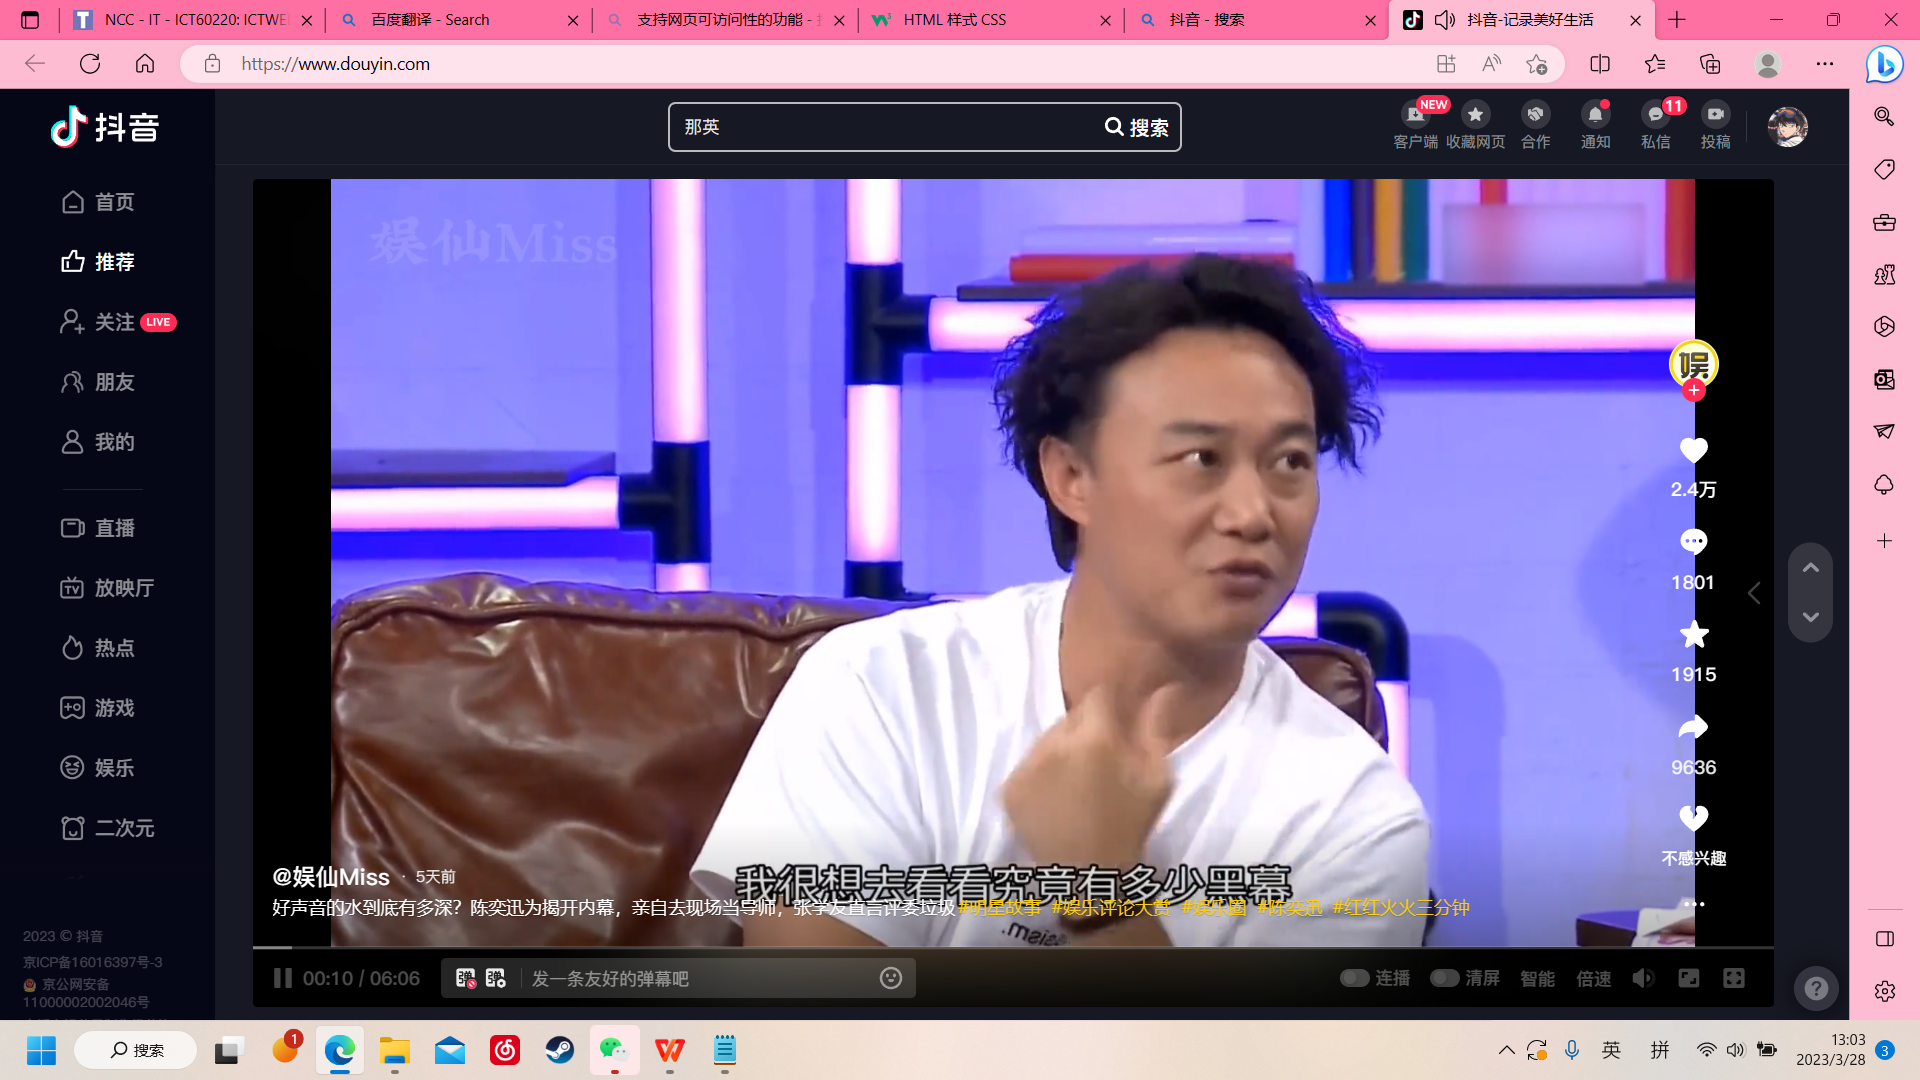 NCC - IT - ICT60220: ICTWE
百度翻译 - Search
支持网页可访问性的功能 -
HTML 样式 CSS
抖音 - 搜索
抖音-记录美好生活
https://www.douyin.com
抖音
那英
搜索
NEW
11
客户端
收藏网页
合作
通知
私信
投稿
首页
推荐
关注 LIVE
朋友
我的
直播
放映厅
热点
游戏
娱乐
二次元
2023 © 抖音
京ICP备16016397号-3
京公网安备
11000002002046号
娱仙Miss
娱
2.4万
1801
1915
9636
不感兴趣
我很想去看看究竟有多少黑幕
@娱仙Miss · 5天前
好声音的水到底有多深？陈奕迅为揭开内幕，亲自去现场当导师，张学友直言评委垃圾 #明星故事 #娱乐评论大赏 #娱乐圈 #陈奕迅 #红红火火三分钟
00:10 / 06:06
弹 弹
发一条友好的弹幕吧
连播
清屏
智能
倍速
搜索
1
英
拼
13:03
2023/3/28
3